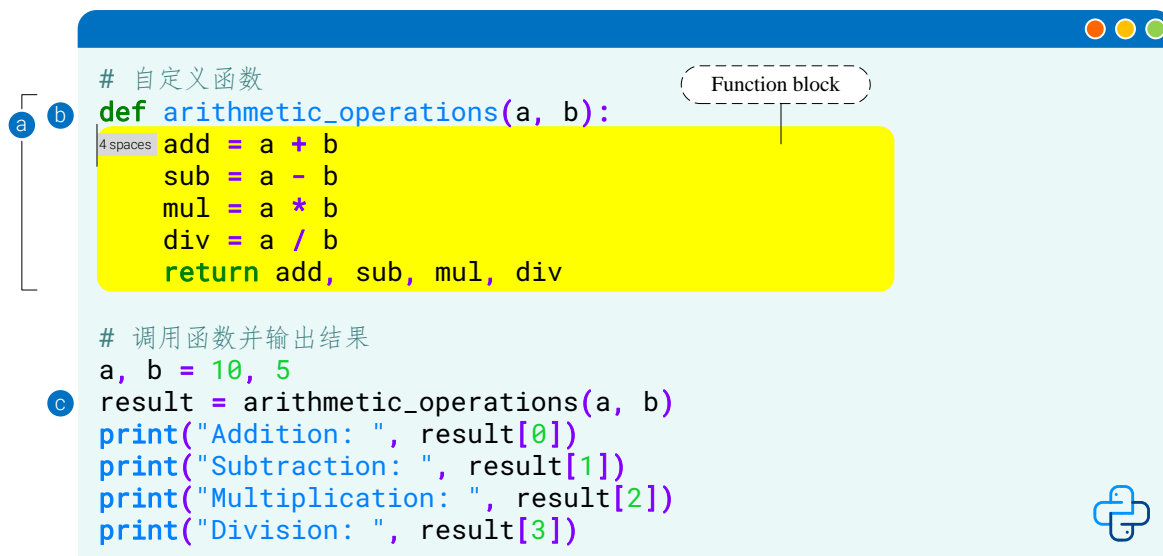 # 自定义函数
Function block
a
b
def arithmetic_operations(a, b):
4 spaces
    add = a + b
    sub = a - b
    mul = a * b
    div = a / b
    return add, sub, mul, div
# 调用函数并输出结果
a, b = 10, 5
c
result = arithmetic_operations(a, b)
print("Addition: ", result[0])
print("Subtraction: ", result[1])
print("Multiplication: ", result[2])
print("Division: ", result[3])